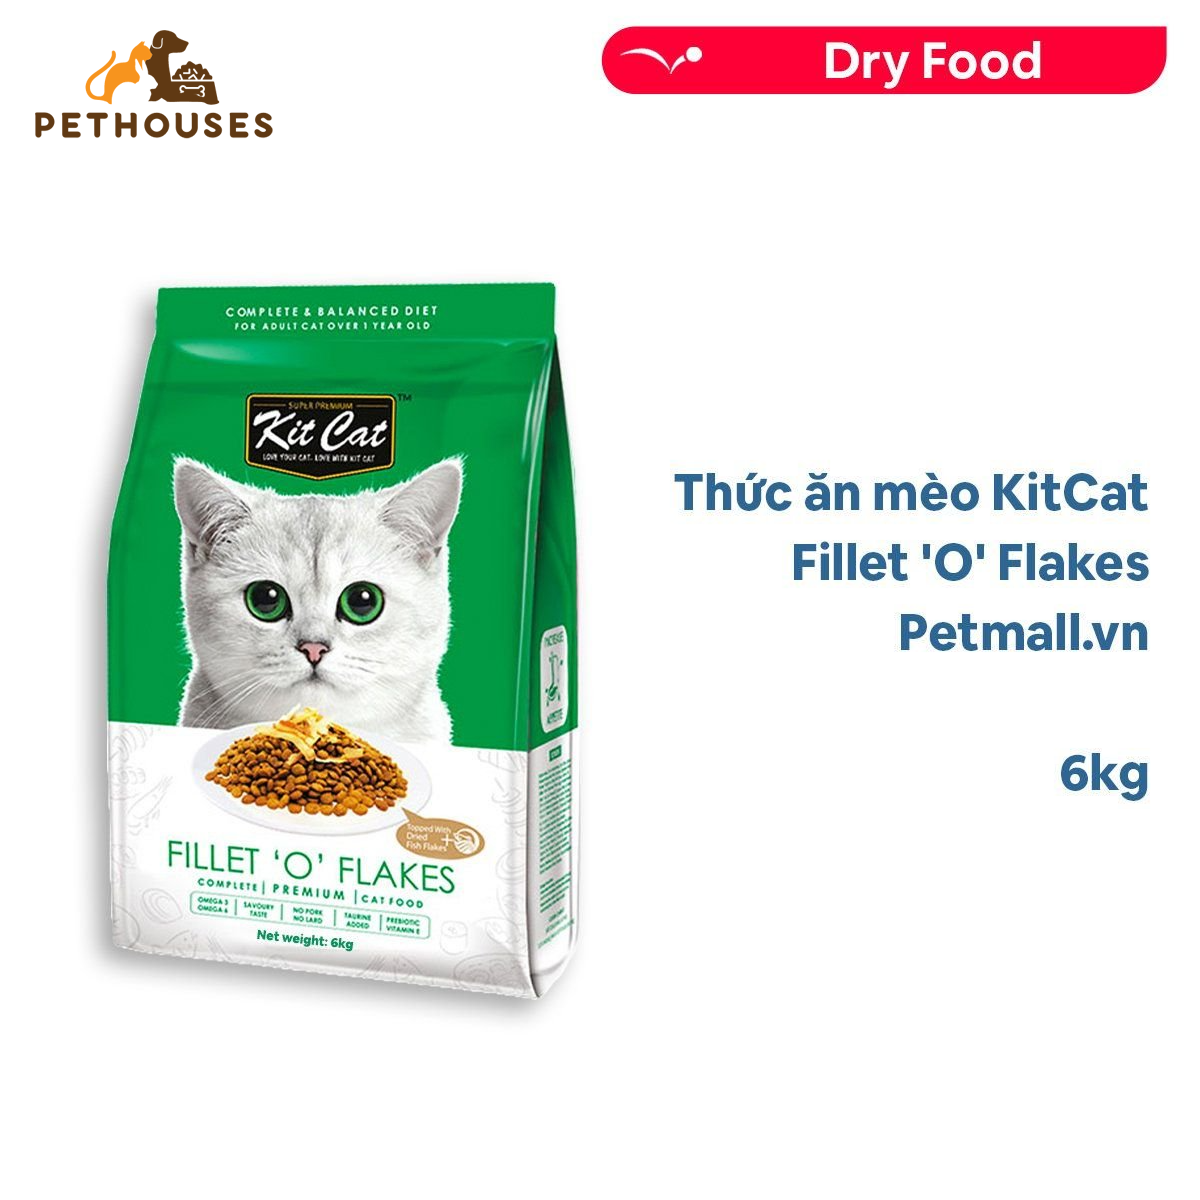 PETHOUSES
Dry Food
COMPLETE & BALANCED DIET
FOR ADULT CAT OVER 1 YEAR OLD
SUPER PREMIUM
Kit Cat
TM
LOVE YOUR CAT. LOVE WITH KIT CAT
INCREASE
APPETITE
Topped With
Dried
Fish Flakes
+
FILLET 'O' FLAKES
COMPLETE | PREMIUM | CAT FOOD
OMEGA 3 OMEGA 6
SAVOURY TASTE
NO PORK NO LARD
TAURINE ADDED
PREBIOTIC VITAMIN E
Net weight: 6kg
Thức ăn mèo KitCat
Fillet 'O' Flakes
Petmall.vn
6kg